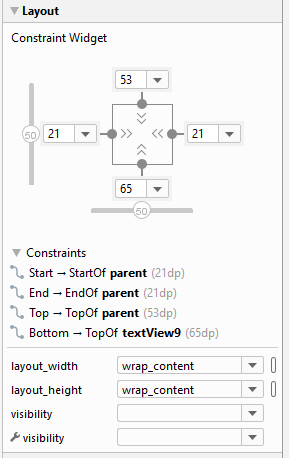 Layout
Constraint Widget
53
50 21 21
65
50
Constraints
Start → StartOf parent (21dp)
End → EndOf parent (21dp)
Top → TopOf parent (53dp)
Bottom → TopOf textView9 (65dp)
layout_width wrap_content
layout_height wrap_content
visibility
visibility